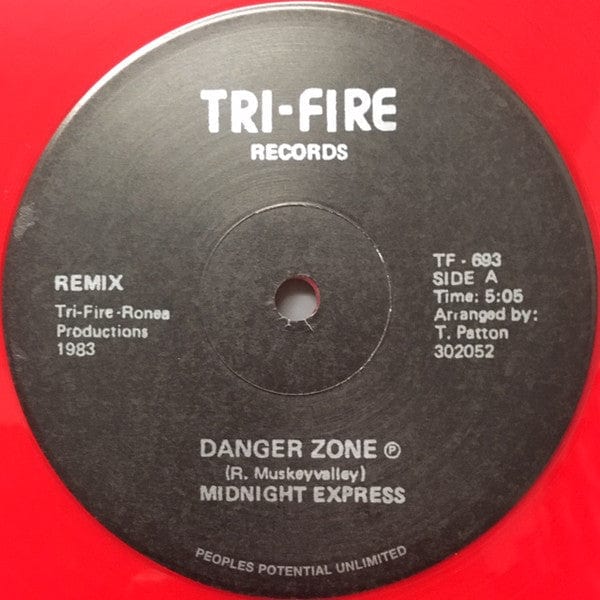 TRI-FIRE
RECORDS
REMIX
Tri-Fire-Ronea
Productions
1983
TF - 693
SIDE A
Time: 5:05
Arranged by:
T. Patton
302052
DANGER ZONE ℗
(R. Muskeyvalley)
MIDNIGHT EXPRESS
PEOPLES POTENTIAL UNLIMITED